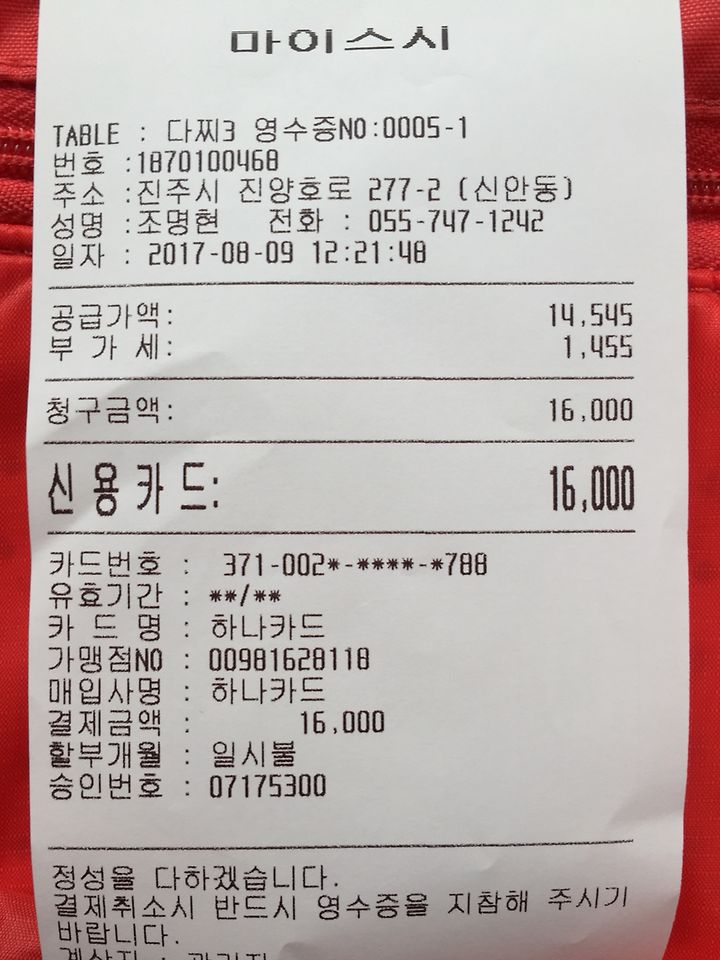 마이스시
TABLE : 다찌3 영수증NO:0005-1
번호 :1870100468
주소 :진주시 진양호로 277-2 (신안동)
성명 :조명현 전화 : 055-747-1242
일자 : 2017-08-09 12:21:48
공급가액: 14,545
부 가 세: 1,455
청구금액: 16,000
신용카드: 16,000
카드번호 : 371-002*-****-*788
유효기간 : **/**
카 드 명 : 하나카드
가맹점NO : 00981628118
매입사명 : 하나카드
결제금액 : 16,000
할부개월 : 일시불
승인번호 : 07175300
정성을 다하겠습니다.
결제취소시 반드시 영수증을 지참해 주시기
바랍니다.